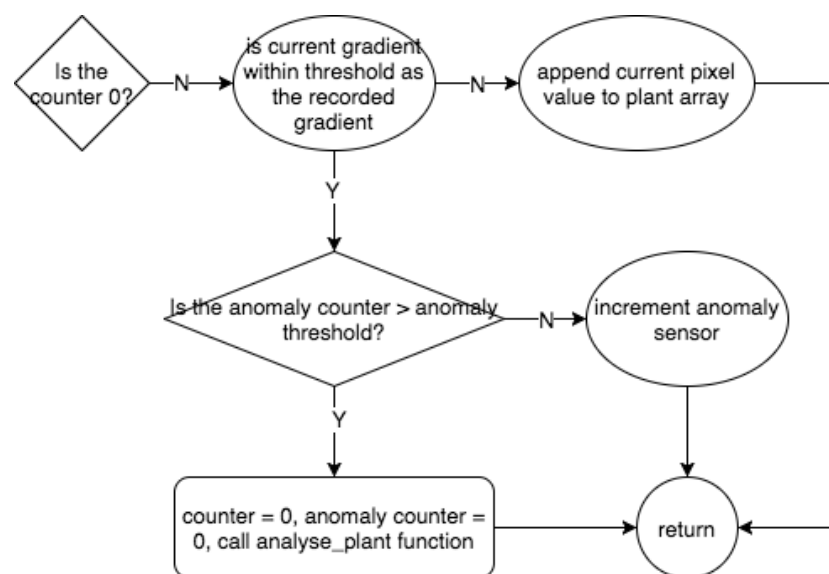 Is the
counter 0?
N
is current gradient
within threshold as
the recorded
gradient
N
append current pixel
value to plant array
Y
Is the anomaly counter > anomaly
threshold?
N
increment anomaly
sensor
Y
counter = 0, anomaly counter =
0, call analyse_plant function
return